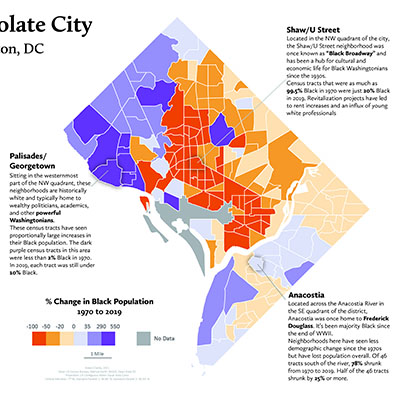 olate City
on, DC
Shaw/U Street
Located in the NW quadrant of the city,
the Shaw/U Street neighborhood was
once known as "Black Broadway" and
has been a hub for cultural and
economic life for Black Washingtonians
since the 1920s.
Census tracts that were as much as
99.5% Black in 1970 were just 20% Black
in 2019. Revitalization projects have led
to rent increases and an influx of young
white professionals
Palisades/
Georgetown
Sitting in the westernmost
part of the NW quadrant, these
neighborhoods are historically
white and typically home to
wealthy politicians, academics,
and other powerful
Washingtonians.
These census tracts have seen
proportionally large increases in
their Black population. The dark
purple census tracts in this area
were less than 2% Black in 1970.
In 2019, each tract was still under
10% Black.
Anacostia
Located across the Anacostia River in
the SE quadrant of the district,
Anacostia was once home to Frederick
Douglass. It's been majority Black since
the end of WWII.
Neighborhoods here have seen less
demographic change since the 1970s
but have lost population overall. Of 46
tracts south of the river, 78% shrunk
from 1970 to 2019. Half of the 46 tracts
shrunk by 25% or more.
% Change in Black Population
1970 to 2019
-100 -50 -20 0 35 290 550
No Data
1 Mile